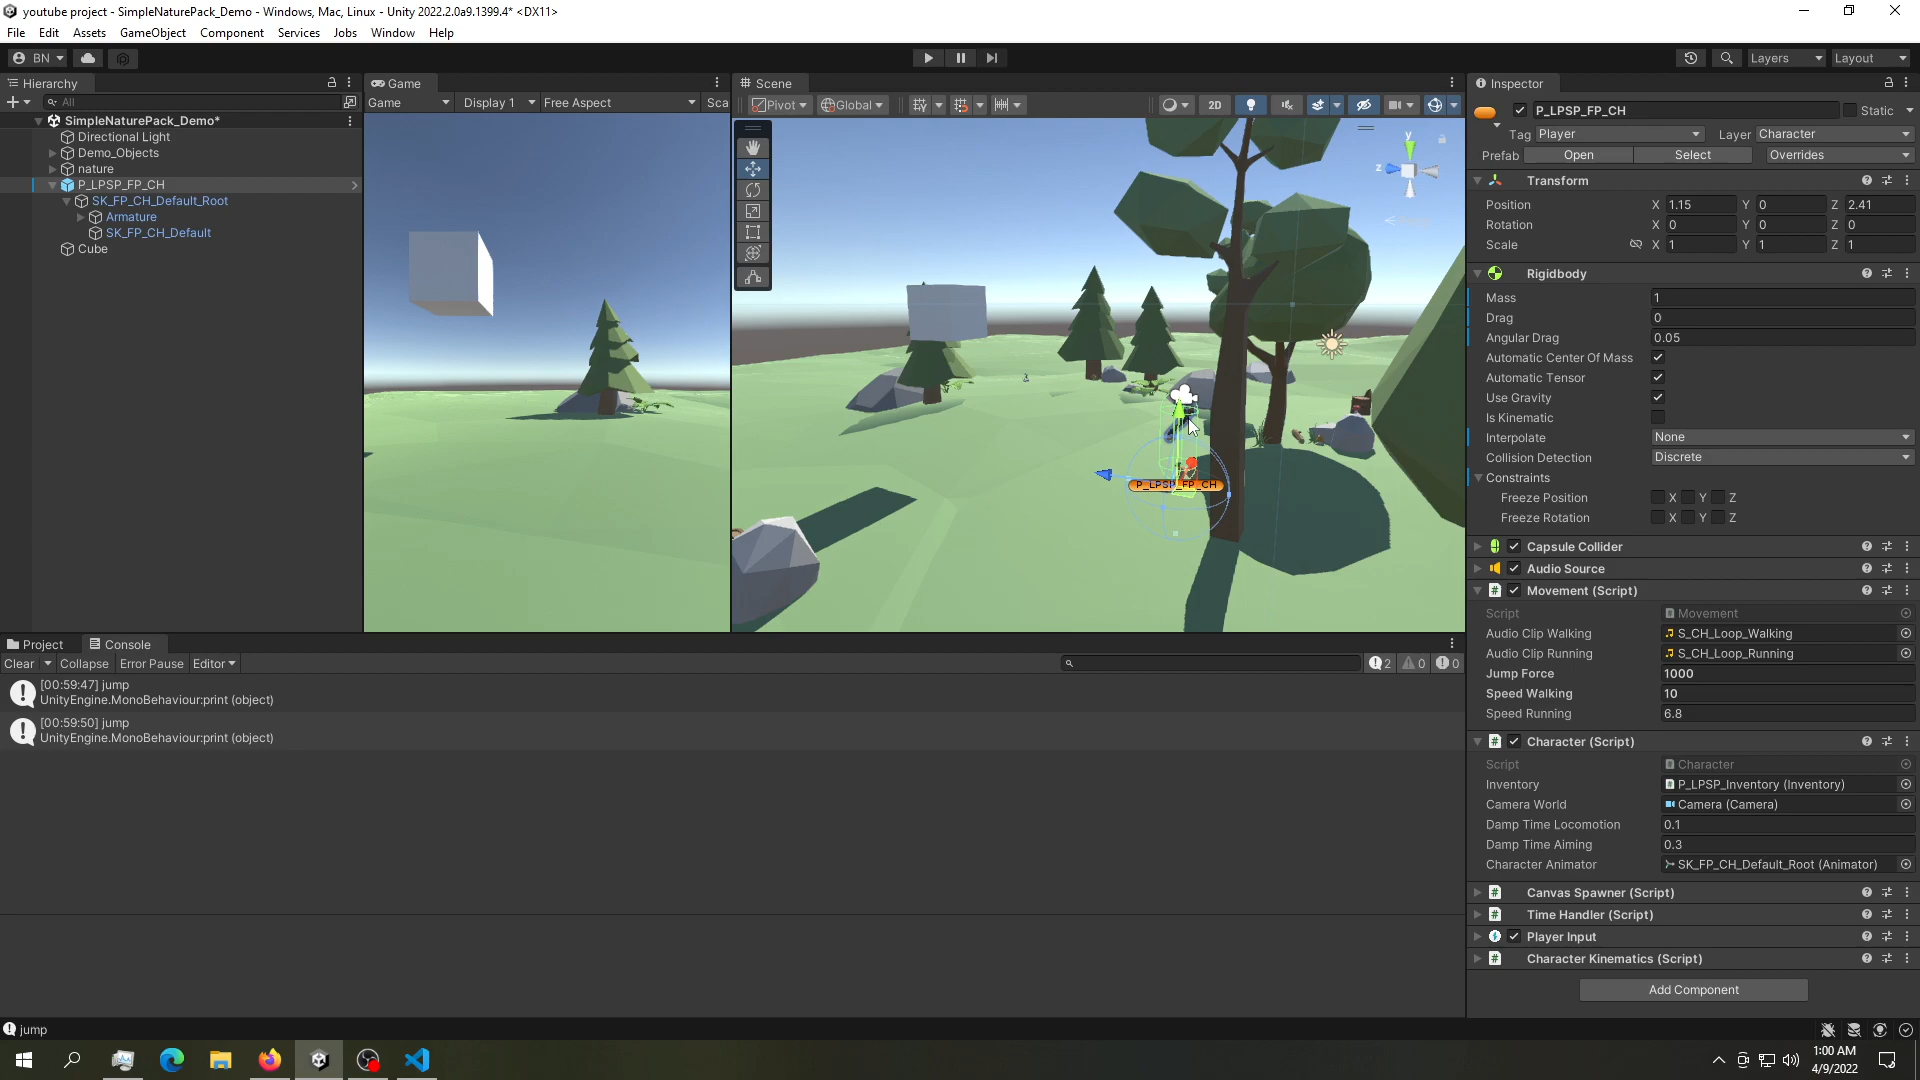 youtube project - SimpleNaturePack_Demo - Windows, Mac, Linux - Unity 2022.2.0a9.1399.4* <DX11>
File Edit Assets GameObject Component Services Jobs Window Help
BN
Layers Layout
Hierarchy
All
SimpleNaturePack_Demo*
Directional Light
Demo_Objects
nature
P_LPSP_FP_CH
SK_FP_CH_Default_Root
Armature
SK_FP_CH_Default
Cube
Game
Game Display 1 Free Aspect Sca
Scene
Pivot Global 2D
y
z
P_LPSP_FP_CH
Inspector
P_LPSP_FP_CH Static
Tag Player Layer Character
Prefab Open Select Overrides
Transform
Position X 1.15 Y 0 Z 2.41
Rotation X 0 Y 0 Z 0
Scale X 1 Y 1 Z 1
Rigidbody
Mass 1
Drag 0
Angular Drag 0.05
Automatic Center Of Mass
Automatic Tensor
Use Gravity
Is Kinematic
Interpolate None
Collision Detection Discrete
Constraints
Freeze Position X Y Z
Freeze Rotation X Y Z
Capsule Collider
Audio Source
Movement (Script)
Script Movement
Audio Clip Walking S_CH_Loop_Walking
Audio Clip Running S_CH_Loop_Running
Jump Force 1000
Speed Walking 10
Speed Running 6.8
Character (Script)
Script Character
Inventory P_LPSP_Inventory (Inventory)
Camera World Camera (Camera)
Damp Time Locomotion 0.1
Damp Time Aiming 0.3
Character Animator SK_FP_CH_Default_Root (Animator)
Canvas Spawner (Script)
Time Handler (Script)
Player Input
Character Kinematics (Script)
Add Component
Project Console
Clear Collapse Error Pause Editor 2 0 0
[00:59:47] jump
UnityEngine.MonoBehaviour:print (object)
[00:59:50] jump
UnityEngine.MonoBehaviour:print (object)
jump
1:00 AM
4/9/2022